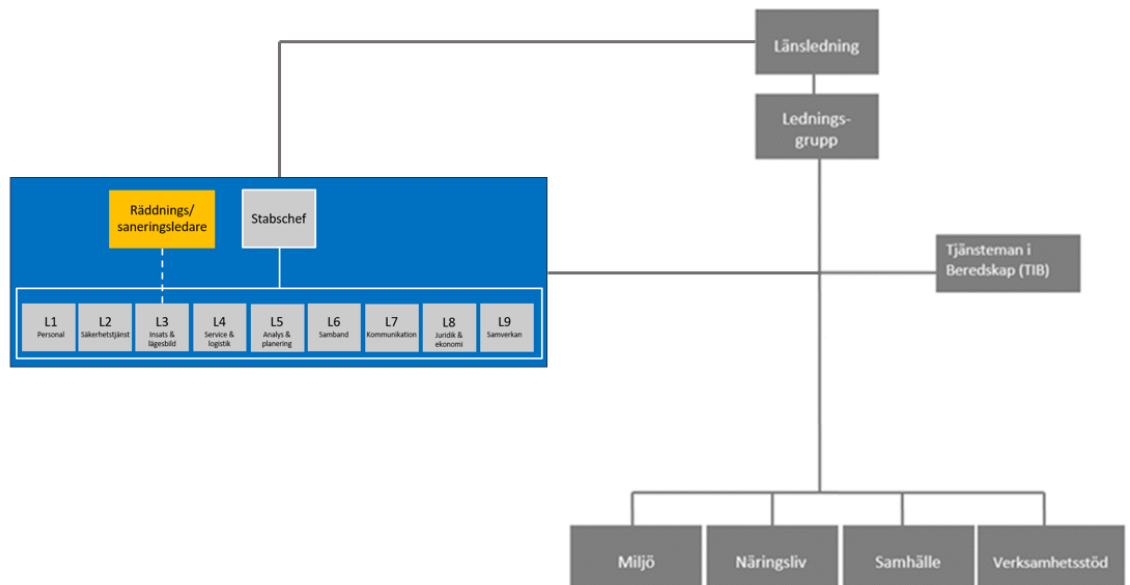 Länsledning
Lednings-
grupp
Räddnings/
saneringsledare
Stabschef
Tjänsteman i
Beredskap (TIB)
L1
Personal
L2
Säkerhetstjänst
L3
Insats &
lägesbild
L4
Service &
logistik
L5
Analys &
planering
L6
Samband
L7
Kommunikation
L8
Juridik &
ekonomi
L9
Samverkan
Miljö
Näringsliv
Samhälle
Verksamhetsstöd